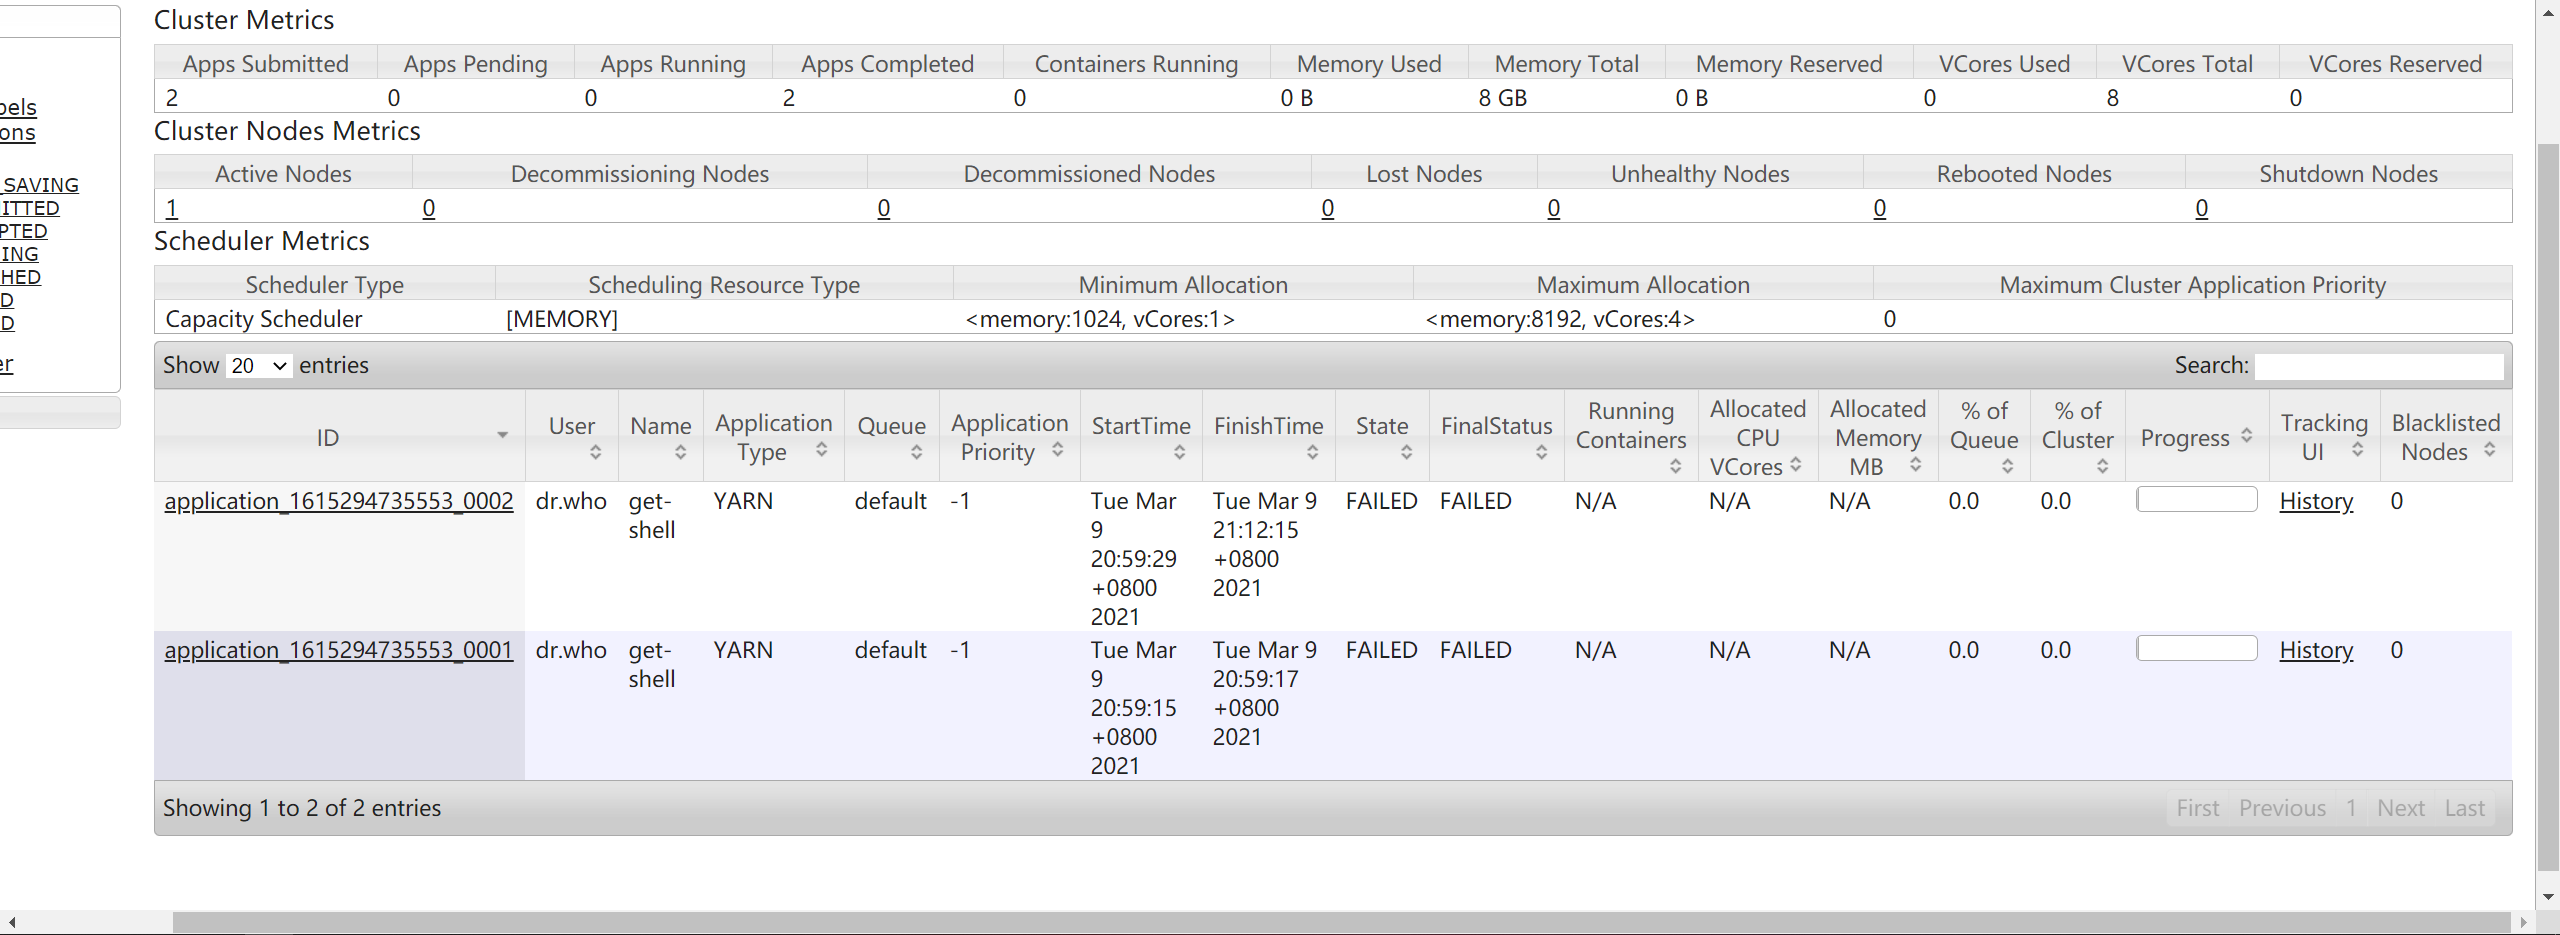 Cluster Metrics
Apps Submitted Apps Pending Apps Running Apps Completed Containers Running Memory Used Memory Total Memory Reserved VCores Used VCores Total VCores Reserved
2 0 0 2 0 0 B 8 GB 0 B 0 8 0
Cluster Nodes Metrics
Active Nodes Decommissioning Nodes Decommissioned Nodes Lost Nodes Unhealthy Nodes Rebooted Nodes Shutdown Nodes
1 0 0 0 0 0 0
Scheduler Metrics
Scheduler Type Scheduling Resource Type Minimum Allocation Maximum Allocation Maximum Cluster Application Priority
Capacity Scheduler [MEMORY] <memory:1024, vCores:1> <memory:8192, vCores:4> 0
Show 20 entries Search:
ID User Name Application Type Queue Application Priority StartTime FinishTime State FinalStatus Running Containers Allocated CPU VCores Allocated Memory MB % of Queue % of Cluster Progress Tracking UI Blacklisted Nodes
application_1615294735553_0002 dr.who get-shell YARN default -1 Tue Mar 9 20:59:29 +0800 2021 Tue Mar 9 21:12:15 +0800 2021 FAILED FAILED N/A N/A N/A 0.0 0.0 History 0
application_1615294735553_0001 dr.who get-shell YARN default -1 Tue Mar 9 20:59:15 +0800 2021 Tue Mar 9 20:59:17 +0800 2021 FAILED FAILED N/A N/A N/A 0.0 0.0 History 0
Showing 1 to 2 of 2 entries First Previous 1 Next Last
bels
ons
_SAVING
ITTED
PTED
ING
HED
D
D
er